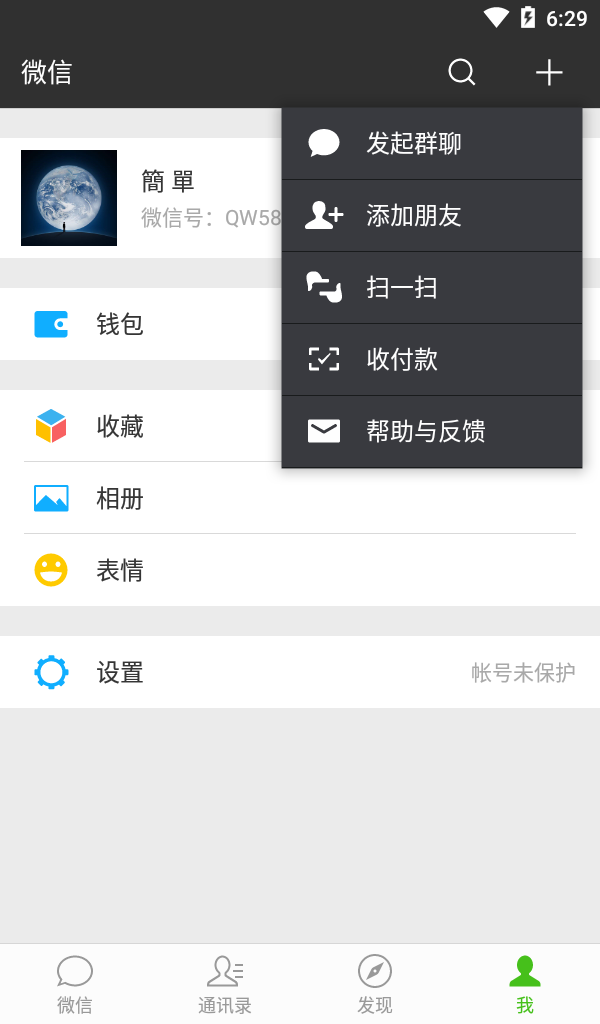 6:29
微信
发起群聊
添加朋友
扫一扫
收付款
帮助与反馈
簡 單
微信号: QW58
钱包
收藏
相册
表情
设置
帐号未保护
微信
通讯录
发现
我